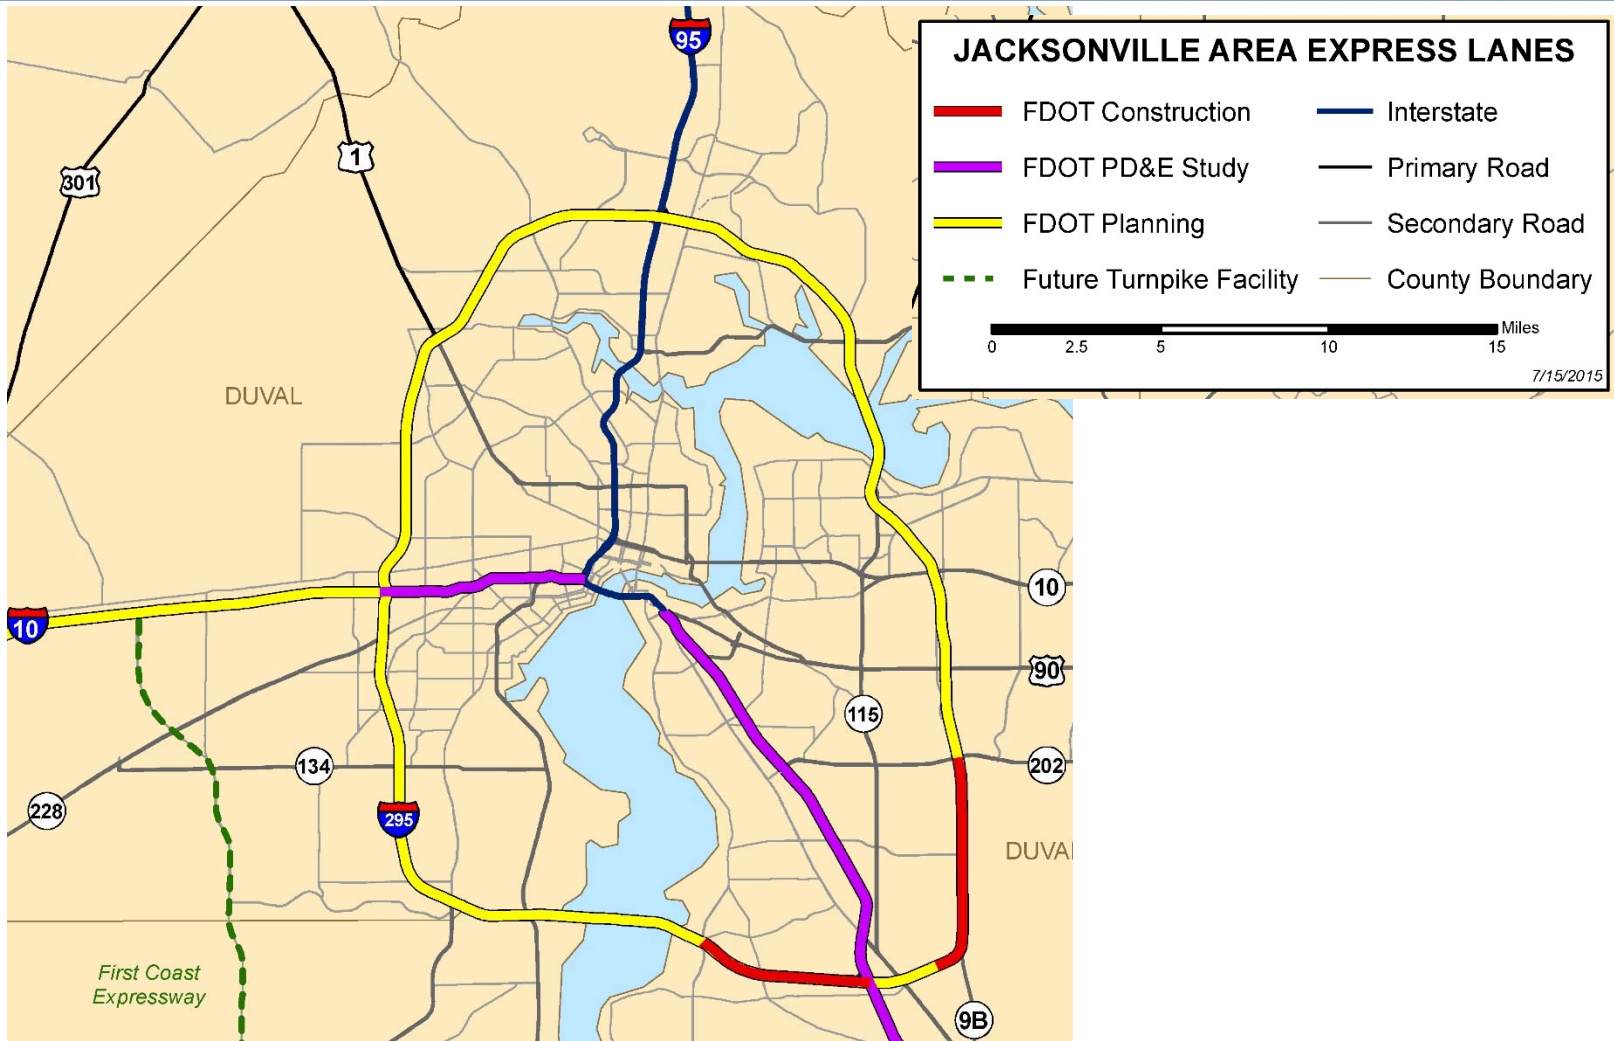 JACKSONVILLE AREA EXPRESS LANES
FDOT Construction
Interstate
FDOT PD&E Study
Primary Road
FDOT Planning
Secondary Road
Future Turnpike Facility
County Boundary
Miles
0 2.5 5 10 15
7/15/2015
95
1
301
DUVAL
10
10
90
115
134
202
228
295
DUVA
First Coast
Expressway
9B